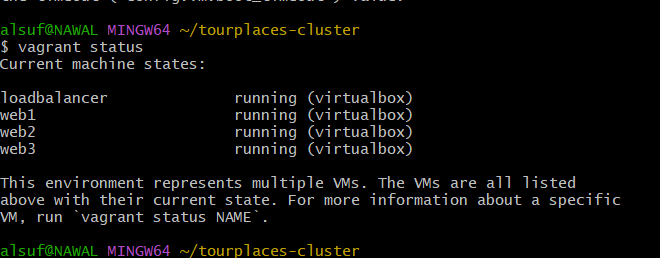 alsuf@NAWAL MINGW64 ~/tourplaces-cluster
$ vagrant status
Current machine states:
loadbalancer running (virtualbox)
web1 running (virtualbox)
web2 running (virtualbox)
web3 running (virtualbox)
This environment represents multiple VMs. The VMs are all listed
above with their current state. For more information about a specific
VM, run `vagrant status NAME`.
alsuf@NAWAL MINGW64 ~/tourplaces-cluster